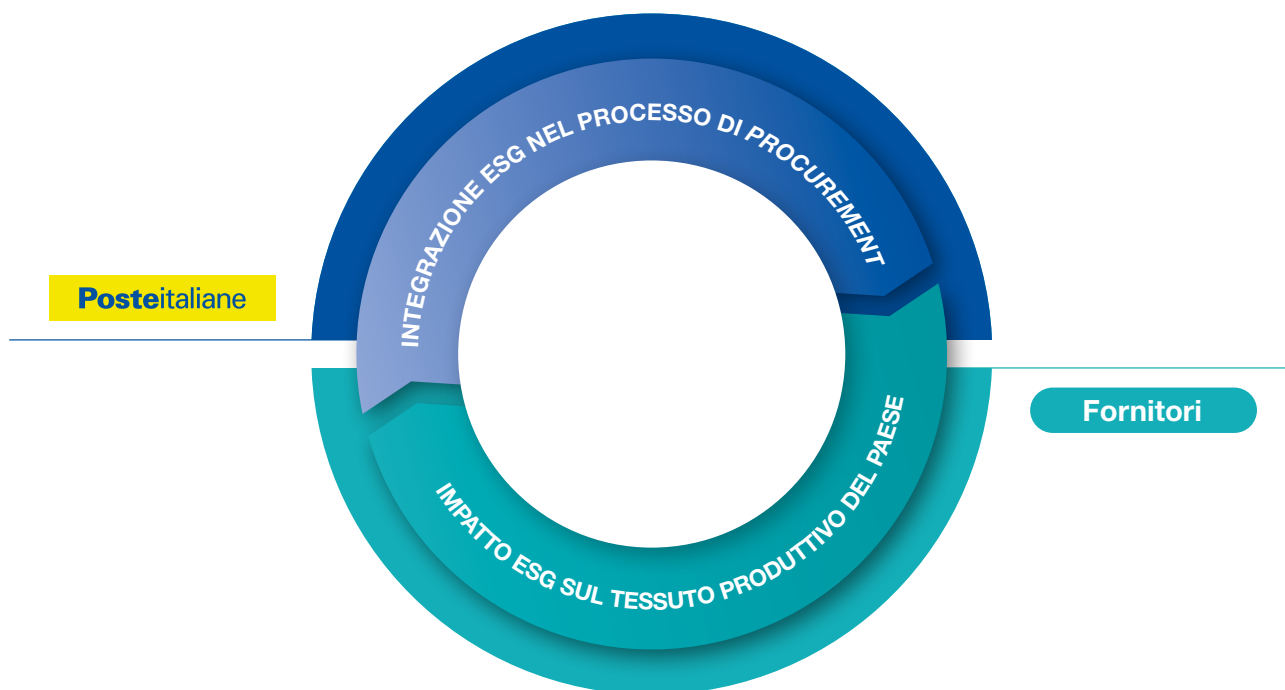 INTEGRAZIONE ESG NEL PROCESSO DI PROCUREMENT
Posteitaliane
Fornitori
IMPATTO ESG SUL TESSUTO PRODUTTIVO DEL PAESE